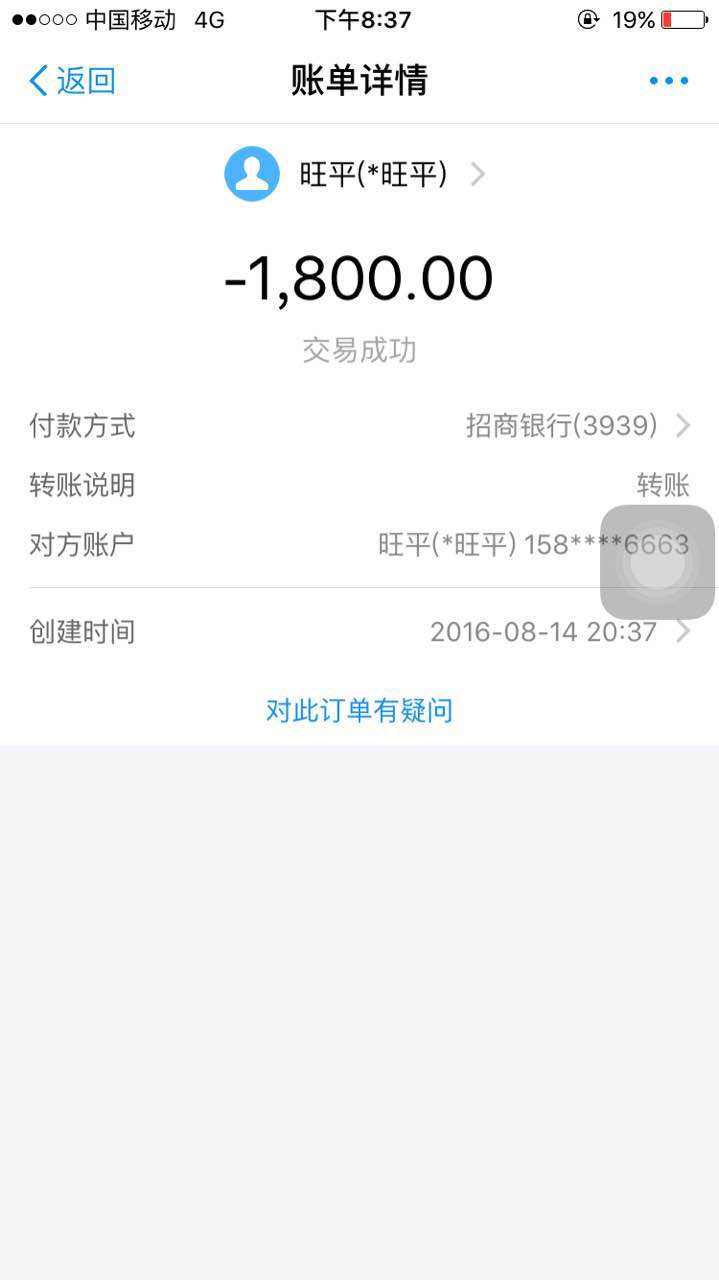 中国移动 4G 下午8:37 19%
返回 账单详情
旺平(*旺平)
-1,800.00
交易成功
付款方式 招商银行(3939)
转账说明 转账
对方账户 旺平(*旺平) 158****6663
创建时间 2016-08-14 20:37
对此订单有疑问